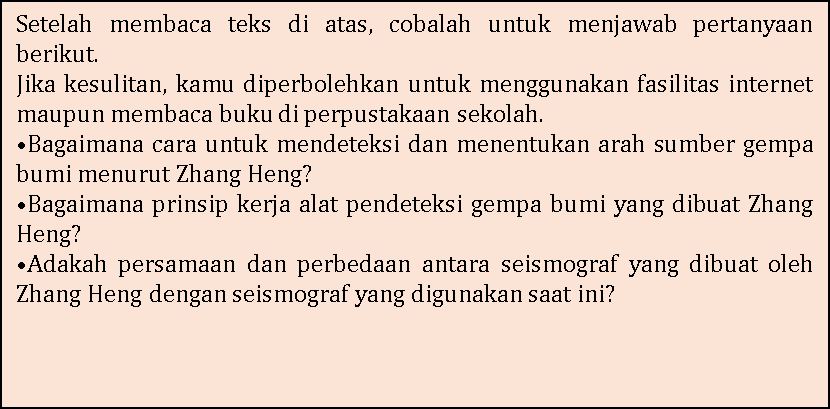 Setelah membaca teks di atas, cobalah untuk menjawab pertanyaan
berikut.
Jika kesulitan, kamu diperbolehkan untuk menggunakan fasilitas internet
maupun membaca buku di perpustakaan sekolah.
•Bagaimana cara untuk mendeteksi dan menentukan arah sumber gempa
bumi menurut Zhang Heng?
•Bagaimana prinsip kerja alat pendeteksi gempa bumi yang dibuat Zhang
Heng?
•Adakah persamaan dan perbedaan antara seismograf yang dibuat oleh
Zhang Heng dengan seismograf yang digunakan saat ini?